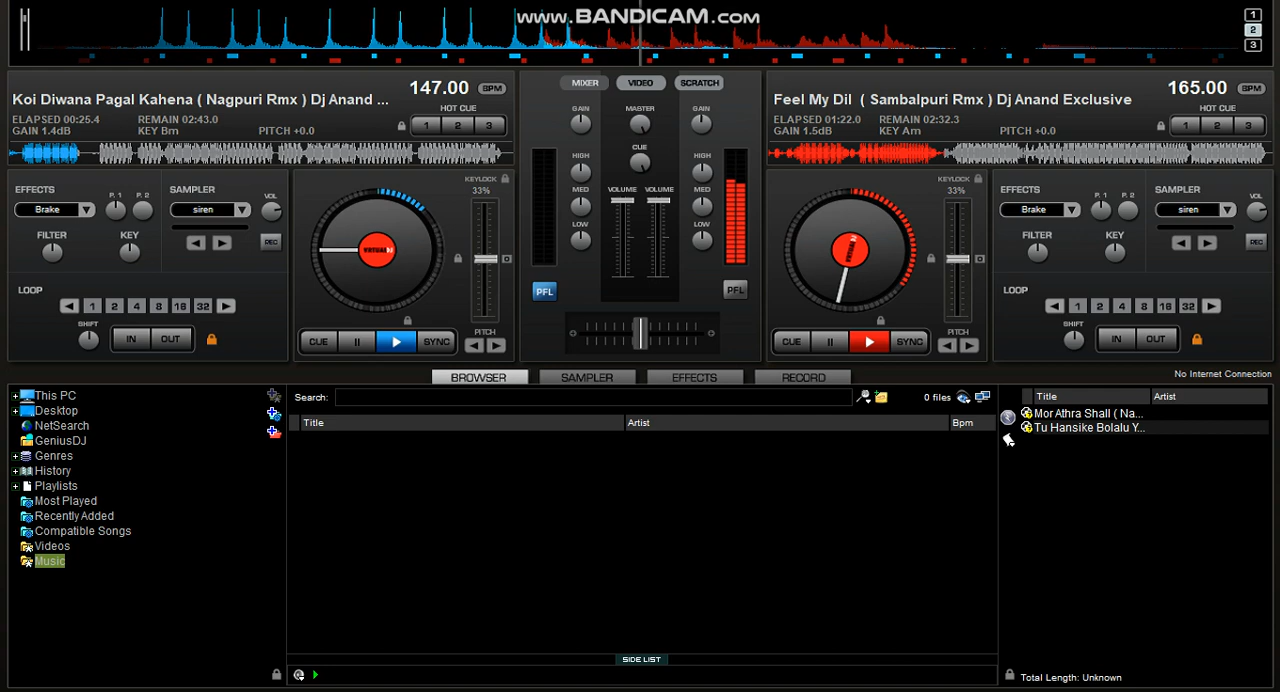 www.BANDICAM.com
1
2
3
147.00 BPM
Koi Diwana Pagal Kahena ( Nagpuri Rmx ) Dj Anand ...
HOT CUE
ELAPSED 00:25.4 REMAIN 02:43.0
GAIN 1.4dB KEY Bm PITCH +0.0
1 2 3
MIXER VIDEO SCRATCH
165.00 BPM
Feel My Dil ( Sambalpuri Rmx ) Dj Anand Exclusive
HOT CUE
ELAPSED 01:22.0 REMAIN 02:32.3
GAIN 1.5dB KEY Am PITCH +0.0
1 2 3
EFFECTS P. 1 P. 2 SAMPLER VOL
Brake siren
FILTER KEY REC
LOOP
1 2 4 8 16 32
SHIFT IN OUT
KEYLOCK
33%
VIRTUAL DJ
CUE SYNC
PITCH
GAIN MASTER GAIN
CUE
HIGH HIGH
MED VOLUME VOLUME MED
LOW LOW
PFL PFL
KEYLOCK
33%
CUE SYNC
PITCH
EFFECTS P. 1 P. 2 SAMPLER VOL
Brake siren
FILTER KEY REC
LOOP
1 2 4 8 16 32
SHIFT IN OUT
BROWSER SAMPLER EFFECTS RECORD
No Internet Connection
This PC
Desktop
NetSearch
GeniusDJ
Genres
History
Playlists
Most Played
Recently Added
Compatible Songs
Videos
Music
Search: 0 files
Title Artist Bpm
SIDE LIST
Title Artist
Mor Athra Shall ( Na...
Tu Hansike Bolalu Y...
Total Length: Unknown